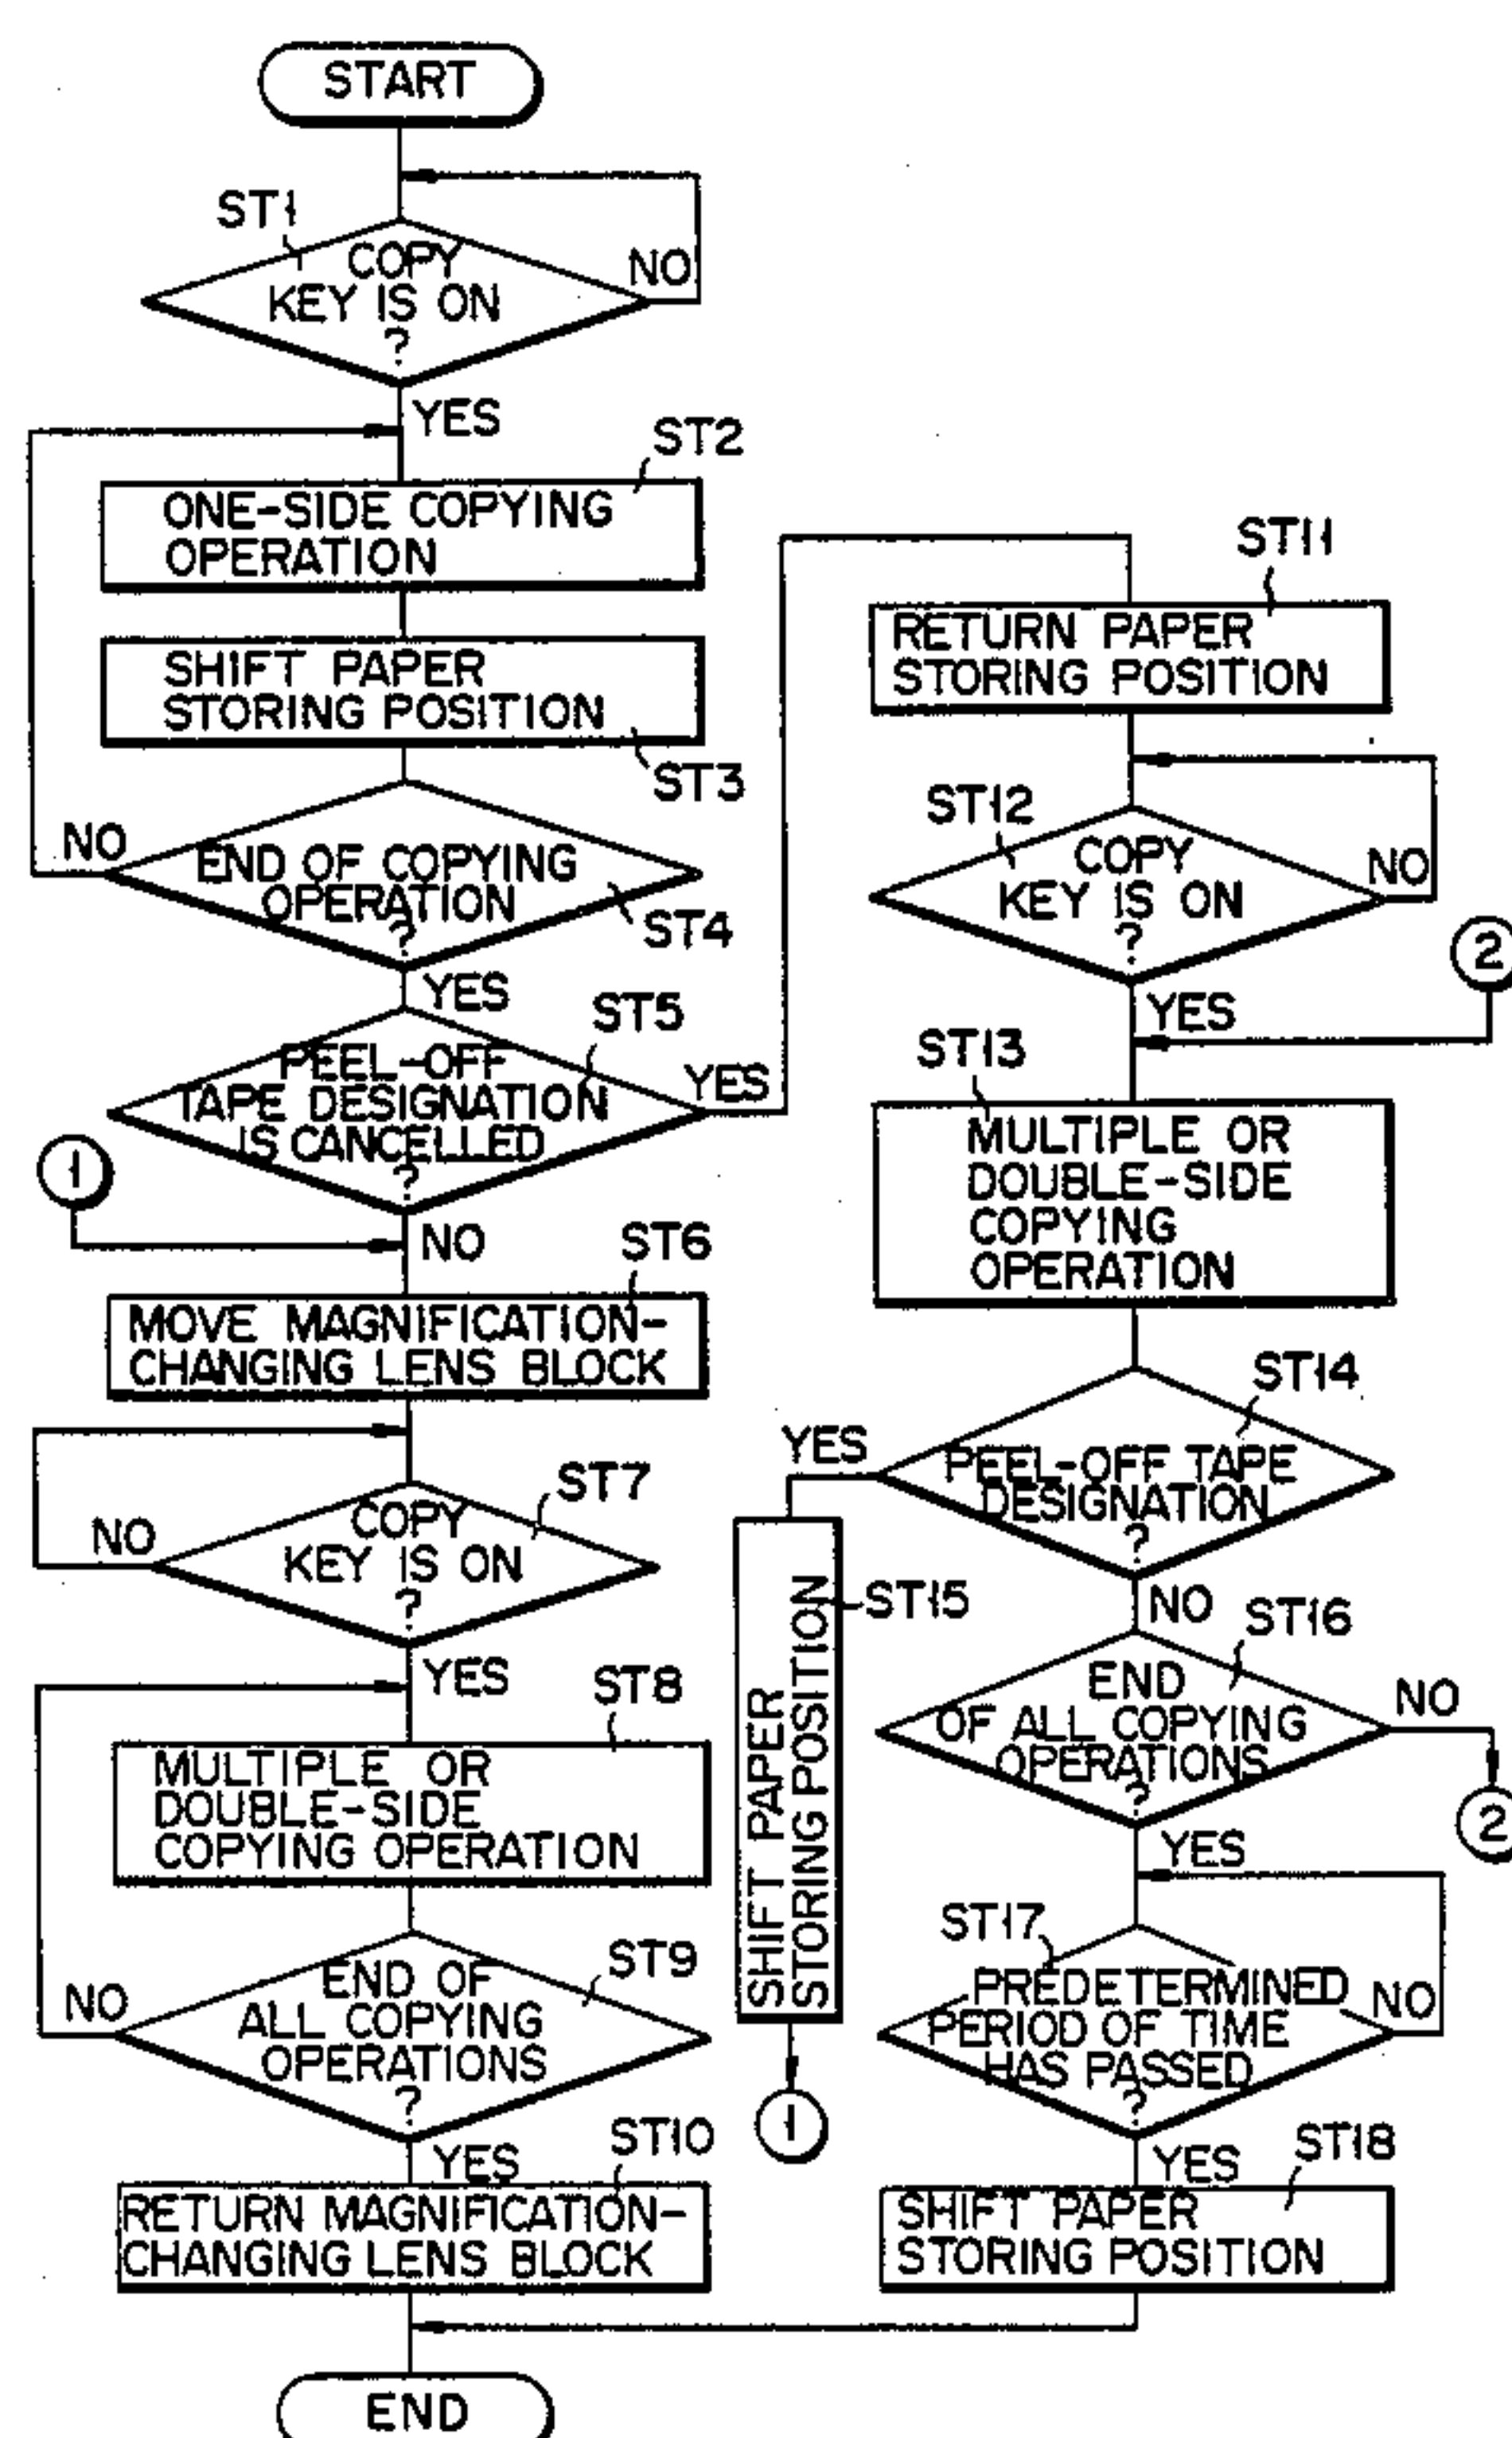 START
ST1
COPY
KEY IS ON
?
NO
YES
ST2
ONE-SIDE COPYING
OPERATION
SHIFT PAPER
STORING POSITION
ST3
NO
END OF COPYING
OPERATION
?
ST4
YES
ST5
PEEL-OFF
TAPE DESIGNATION
IS CANCELLED
?
YES
1
NO
ST6
MOVE MAGNIFICATION-
CHANGING LENS BLOCK
ST7
COPY
KEY IS ON
?
NO
YES
ST8
MULTIPLE OR
DOUBLE-SIDE
COPYING OPERATION
ST9
END OF
ALL COPYING
OPERATIONS
?
NO
YES
ST10
RETURN MAGNIFICATION-
CHANGING LENS BLOCK
END
ST11
RETURN PAPER
STORING POSITION
ST12
COPY
KEY IS ON
?
NO
2
YES
ST13
MULTIPLE OR
DOUBLE-SIDE
COPYING
OPERATION
ST14
YES
PEEL-OFF TAPE
DESIGNATION
?
ST15
SHIFT PAPER
STORING POSITION
1
NO
ST16
END
OF ALL COPYING
OPERATIONS
?
NO
2
YES
ST17
PREDETERMINED
PERIOD OF TIME
HAS PASSED
?
NO
YES
ST18
SHIFT PAPER
STORING POSITION